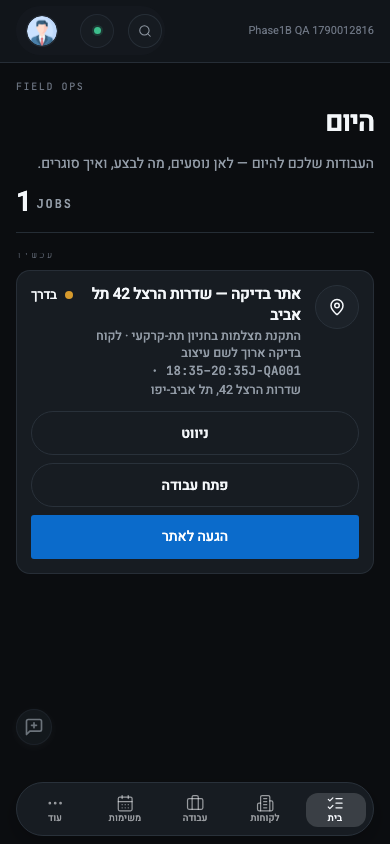 Phase1B QA 1790012816
FIELD OPS
היום
העבודות שלכם להיום — לאן נוסעים, מה לבצע, ואיך סוגרים.
1 JOBS
עכשיו
אתר בדיקה — שדרות הרצל 42 תל
אביב
בדרך
התקנת מצלמות בחניון תת-קרקעי · לקוח
בדיקה ארוך לשם עיצוב
· 18:35–20:35J-QA001
שדרות הרצל 42, תל אביב-יפו
ניווט
פתח עבודה
הגעה לאתר
בית
לקוחות
עבודה
משימות
עוד